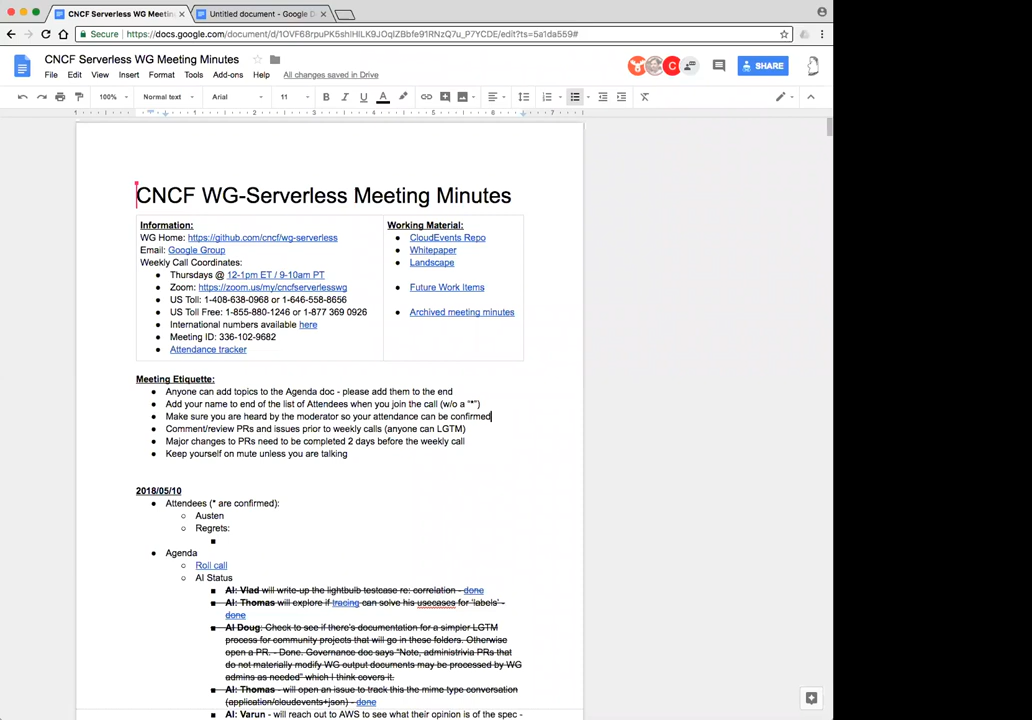 CNCF Serverless WG Meetin
Untitled document - Google D
Secure
https://docs.google.com/document/d/1OVF68rpuPK5shIHILK9JOqlZBbfe91RNzQ7u_P7YCDE/edit?ts=5a1da559#
CNCF Serverless WG Meeting Minutes
File Edit View Insert Format Tools Add-ons Help All changes saved in Drive
C
SHARE
100% Normal text Arial 11 B I U A
1 1 2 3 4 5 6 7
CNCF WG-Serverless Meeting Minutes
Information:
WG Home: https://github.com/cncf/wg-serverless
Email: Google Group
Weekly Call Coordinates:
● Thursdays @ 12-1pm ET / 9-10am PT
● Zoom: https://zoom.us/my/cncfserverlesswg
● US Toll: 1-408-638-0968 or 1-646-558-8656
● US Toll Free: 1-855-880-1246 or 1-877 369 0926
● International numbers available here
● Meeting ID: 336-102-9682
● Attendance tracker
Working Material:
● CloudEvents Repo
● Whitepaper
● Landscape
● Future Work Items
● Archived meeting minutes
Meeting Etiquette:
● Anyone can add topics to the Agenda doc - please add them to the end
● Add your name to end of the list of Attendees when you join the call (w/o a "*")
● Make sure you are heard by the moderator so your attendance can be confirmed
● Comment/review PRs and issues prior to weekly calls (anyone can LGTM)
● Major changes to PRs need to be completed 2 days before the weekly call
● Keep yourself on mute unless you are talking
2018/05/10
● Attendees (* are confirmed):
○ Austen
○ Regrets:
■
● Agenda
○ Roll call
○ AI Status
■ AI: Vlad will write-up the lightbulb testcase re: correlation - done
■ AI: Thomas will explore if tracing can solve his usecases for 'labels' -
done
■ AI Doug: Check to see if there's documentation for a simpler LGTM
process for community projects that will go in these folders. Otherwise
open a PR. - Done. Governance doc says "Note, administrivia PRs that
do not materially modify WG output documents may be processed by WG
admins as needed" which I think covers it.
■ AI: Thomas - will open an issue to track this the mime type conversation
(application/cloudevents+json) - done
■ AI: Varun - will reach out to AWS to see what their opinion is of the spec -